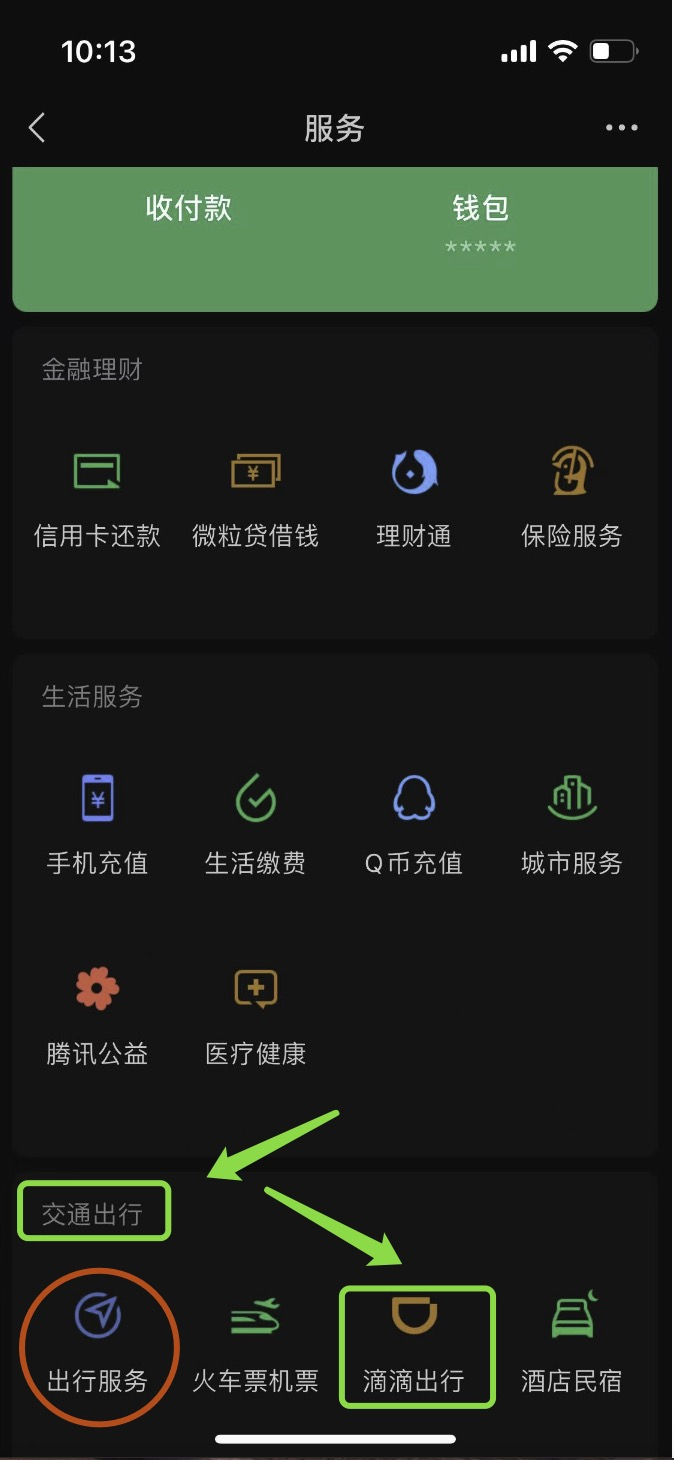 10:13
服务
收付款 钱包
*****
金融理财
信用卡还款 微粒贷借钱 理财通 保险服务
生活服务
手机充值 生活缴费 Q币充值 城市服务
腾讯公益 医疗健康
交通出行
出行服务 火车票机票 滴滴出行 酒店民宿